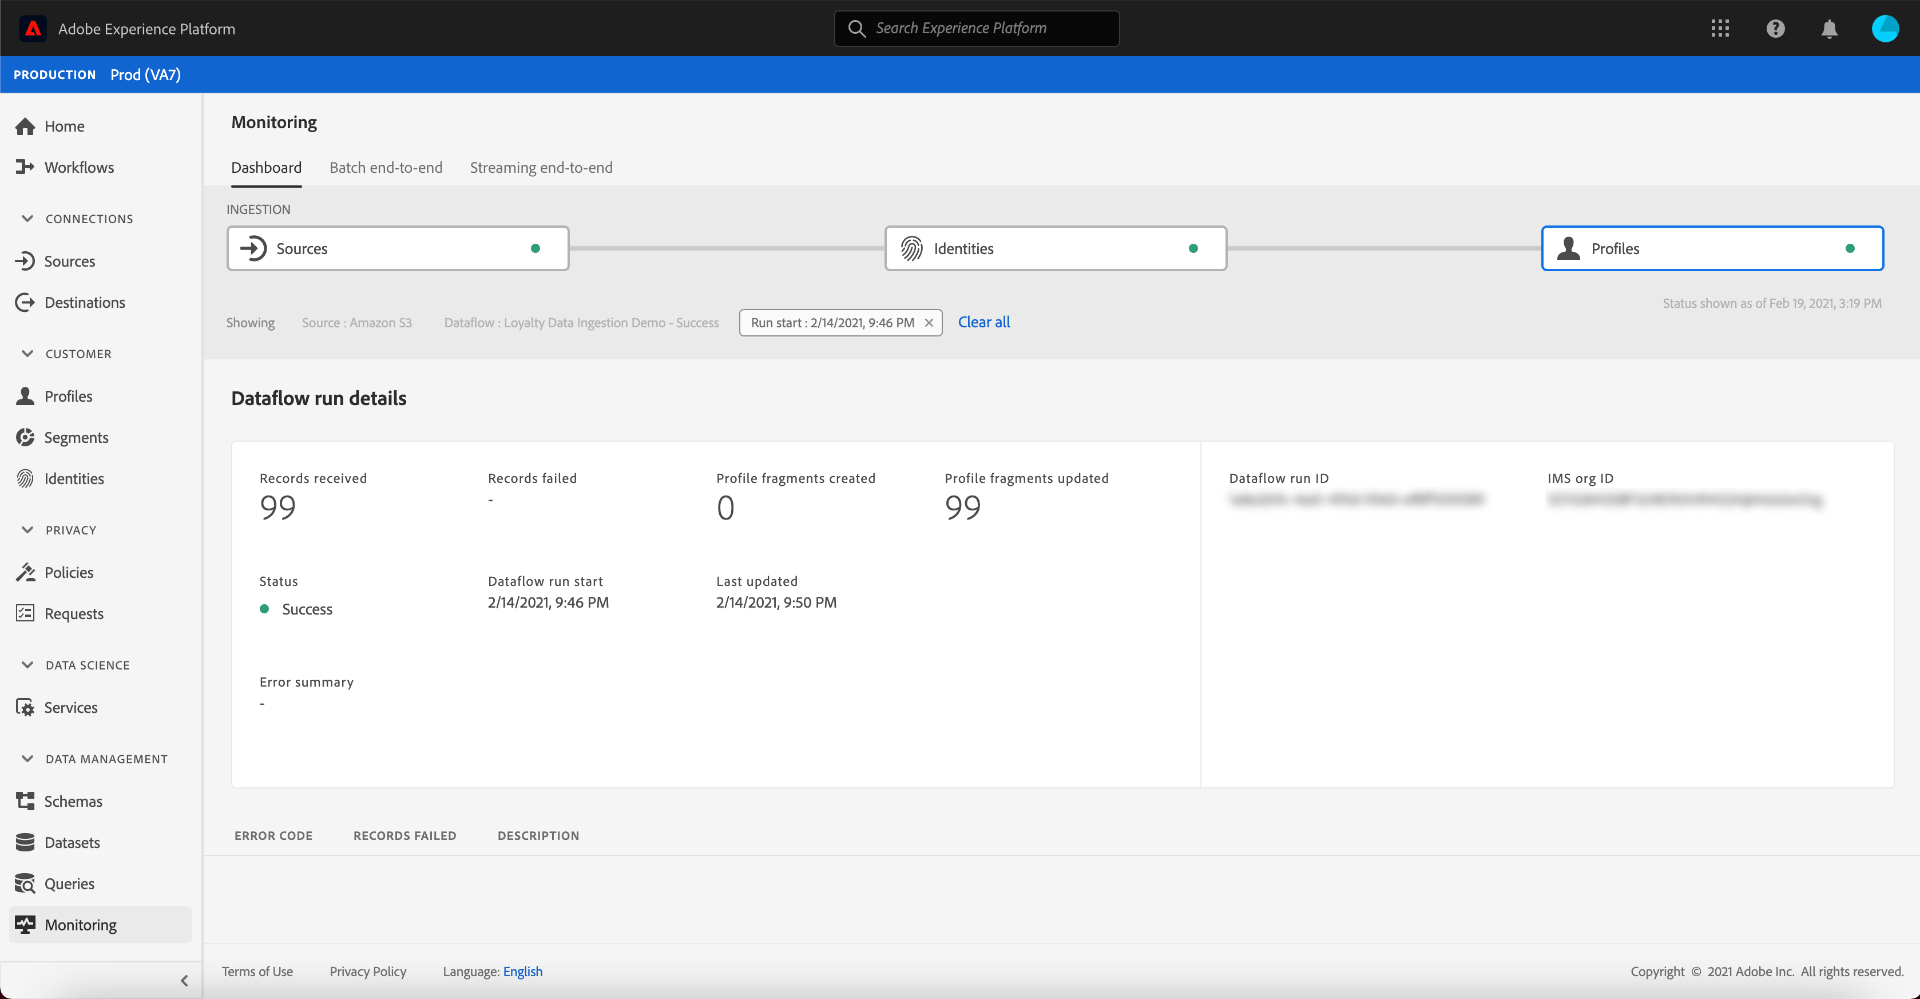 Adobe Experience Platform
Search Experience Platform
PRODUCTION Prod (VA7)
Home
Workflows
CONNECTIONS
Sources
Destinations
CUSTOMER
Profiles
Segments
Identities
PRIVACY
Policies
Requests
DATA SCIENCE
Services
DATA MANAGEMENT
Schemas
Datasets
Queries
Monitoring
Monitoring
Dashboard Batch end-to-end Streaming end-to-end
INGESTION
Sources Identities Profiles
Status shown as of Feb 19, 2021, 3:19 PM
Showing Source : Amazon S3 Dataflow : Loyalty Data Ingestion Demo - Success Run start : 2/14/2021, 9:46 PM × Clear all
Dataflow run details
Records received Records failed Profile fragments created Profile fragments updated Dataflow run ID IMS org ID
99 - 0 99
Status Dataflow run start Last updated
Success 2/14/2021, 9:46 PM 2/14/2021, 9:50 PM
Error summary
-
ERROR CODE RECORDS FAILED DESCRIPTION
Terms of Use Privacy Policy Language: English Copyright © 2021 Adobe Inc. All rights reserved.